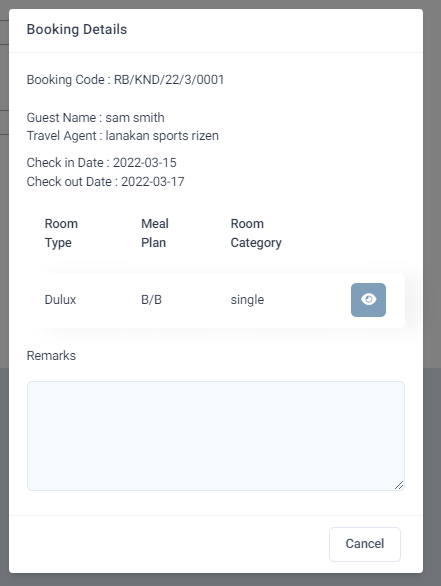 Booking Details
Booking Code : RB/KND/22/3/0001
Guest Name : sam smith
Travel Agent : lanakan sports rizen
Check in Date : 2022-03-15
Check out Date : 2022-03-17
Room Type
Meal Plan
Room Category
Dulux B/B single
Remarks
Cancel